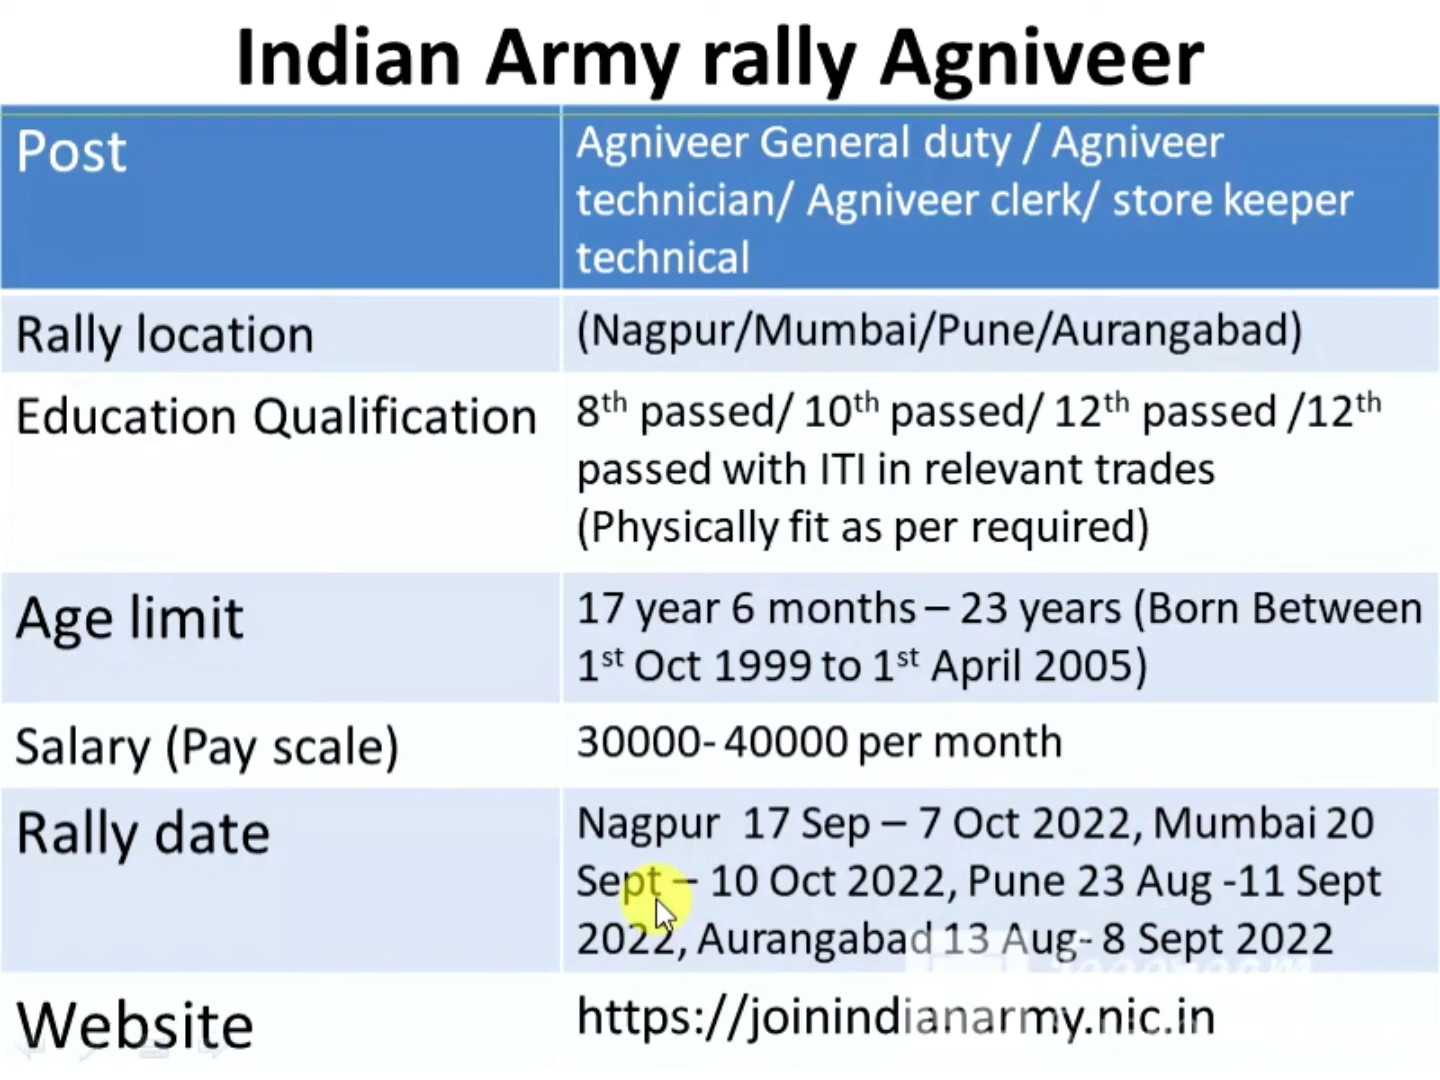 Indian Army rally Agniveer
Post
Agniveer General duty / Agniveer
technician/ Agniveer clerk/ store keeper
technical
Rally location
(Nagpur/Mumbai/Pune/Aurangabad)
Education Qualification
8th passed/ 10th passed/ 12th passed /12th
passed with ITI in relevant trades
(Physically fit as per required)
Age limit
17 year 6 months – 23 years (Born Between
1st Oct 1999 to 1st April 2005)
Salary (Pay scale)
30000- 40000 per month
Rally date
Nagpur 17 Sep – 7 Oct 2022, Mumbai 20
Sept – 10 Oct 2022, Pune 23 Aug -11 Sept
2022, Aurangabad 13 Aug- 8 Sept 2022
Website
https://joinindianarmy.nic.in